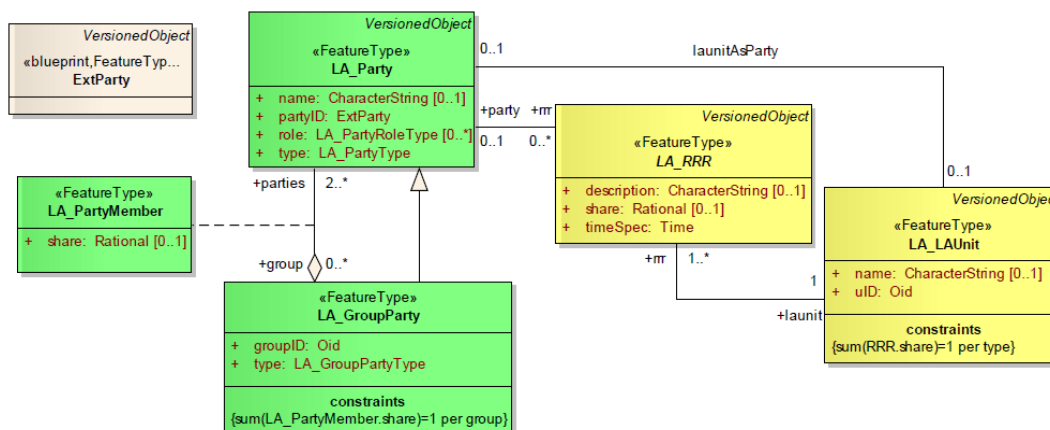 VersionedObject
«blueprint,FeatureTyp...
ExtParty
VersionedObject
«FeatureType»
LA_Party
+ name: CharacterString [0..1]
+ partyID: ExtParty
+ role: LA_PartyRoleType [0..*]
+ type: LA_PartyType
0..1
launitAsParty
0..1
+party
0..1
+rrr
0..*
VersionedObject
«FeatureType»
LA_RRR
+ description: CharacterString [0..1]
+ share: Rational [0..1]
+ timeSpec: Time
+parties
2..*
«FeatureType»
LA_PartyMember
+ share: Rational [0..1]
VersionedObject
«FeatureType»
LA_LAUnit
+ name: CharacterString [0..1]
+ uID: Oid
constraints
{sum(RRR.share)=1 per type}
+rrr
1..*
1
+launit
+group
0..*
«FeatureType»
LA_GroupParty
+ groupID: Oid
+ type: LA_GroupPartyType
constraints
{sum(LA_PartyMember.share)=1 per group}